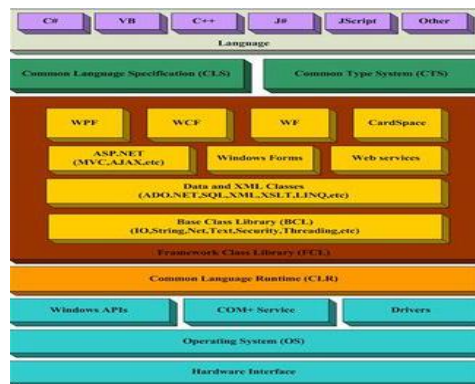 C# VB C++ J# JScript Other
Language
Common Language Specification (CLS) Common Type System (CTS)
WPF WCF WF CardSpace
ASP.NET
(MVC,AJAX,etc) Windows Forms Web services
Data and XML Classes
(ADO.NET,SQL,XML,XSLT,LINQ,etc)
Base Class Library (BCL)
(IO,String,Net,Text,Security,Threading,etc)
Framework Class Library (FCL)
Common Language Runtime (CLR)
Windows APIs COM+ Service Drivers
Operating System (OS)
Hardware Interface